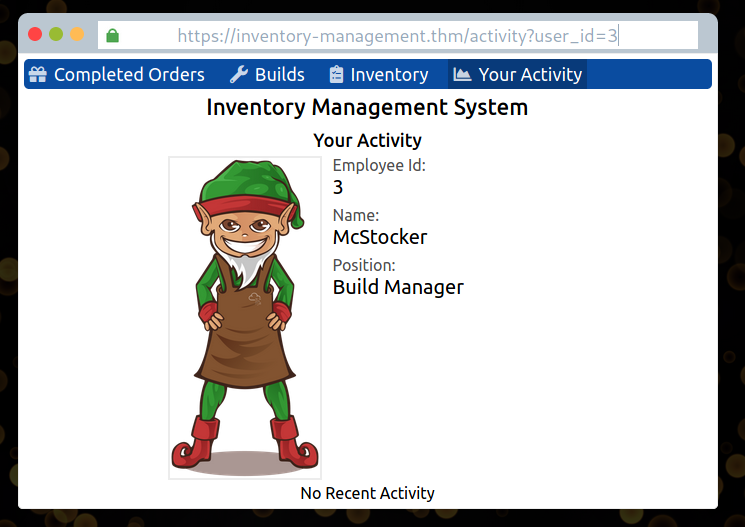 https://inventory-management.thm/activity?user_id=3
Completed Orders Builds Inventory Your Activity
Inventory Management System
Your Activity
Employee Id:
3
Name:
McStocker
Position:
Build Manager
No Recent Activity